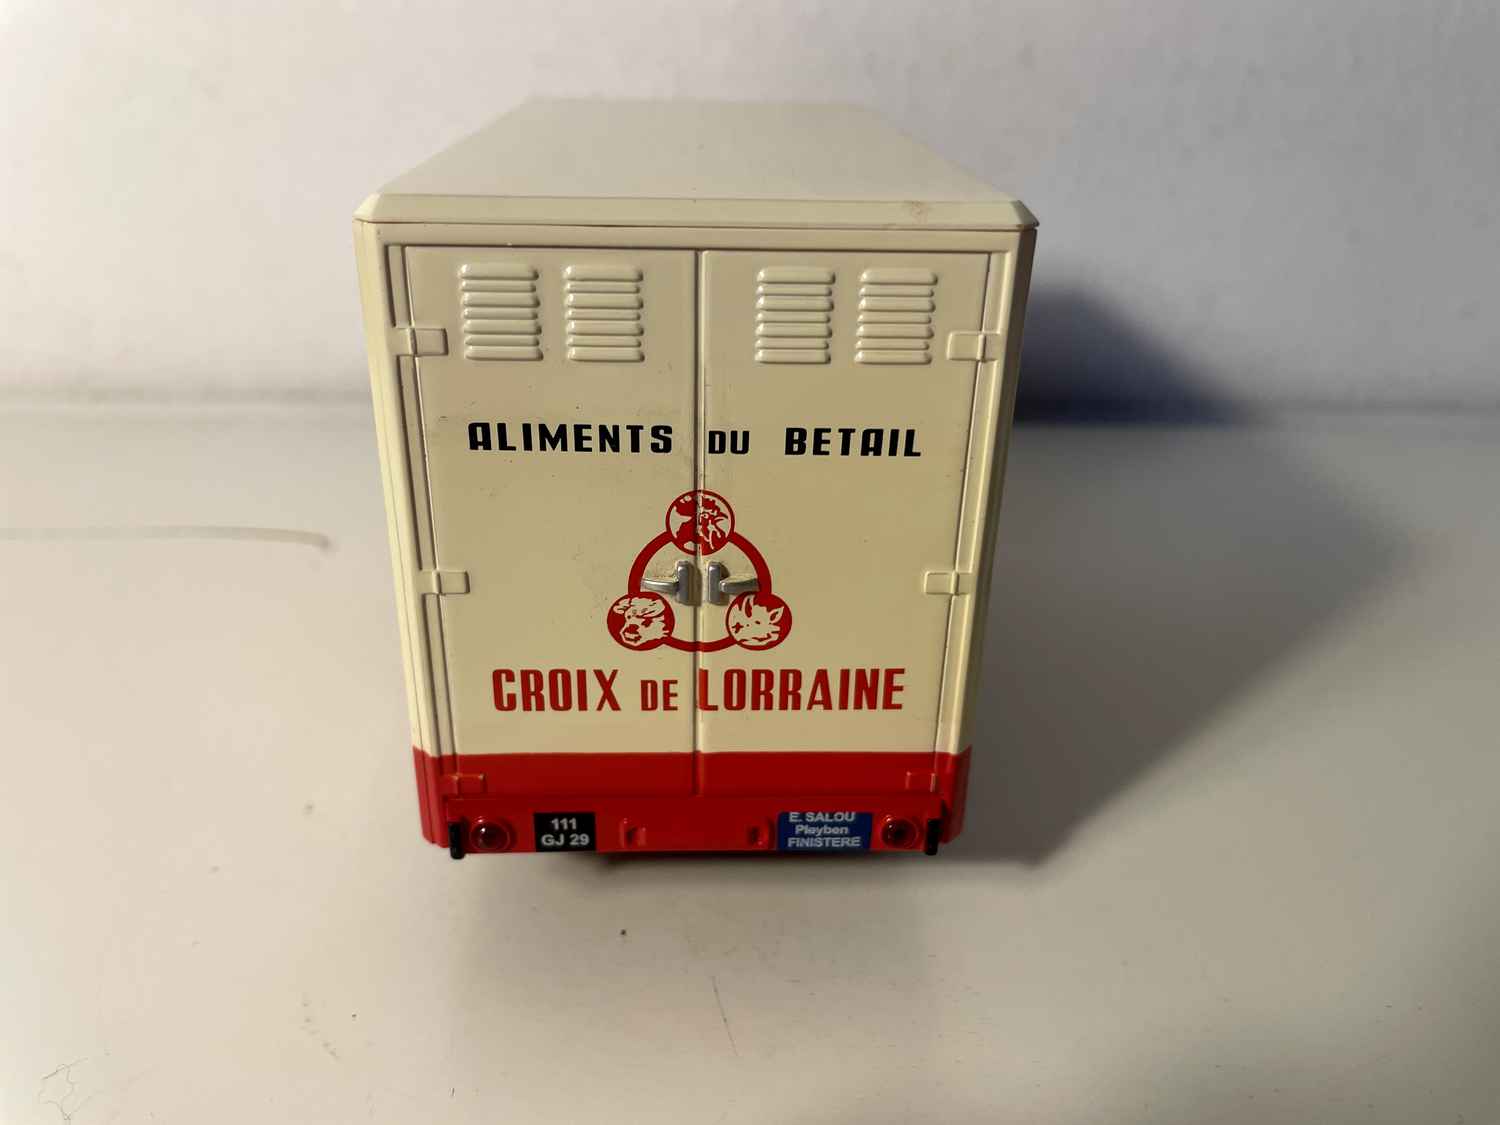 ALIMENTS DU BETAIL
CROIX DE LORRAINE
111
GJ 29
E. SALOU
Pleyben
FINISTERE